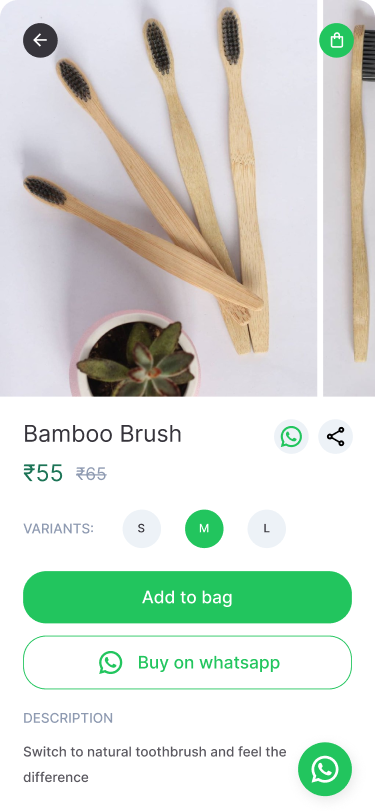 Bamboo Brush
₹55 ₹65
VARIANTS: S M L
Add to bag
Buy on whatsapp
DESCRIPTION
Switch to natural toothbrush and feel the
difference